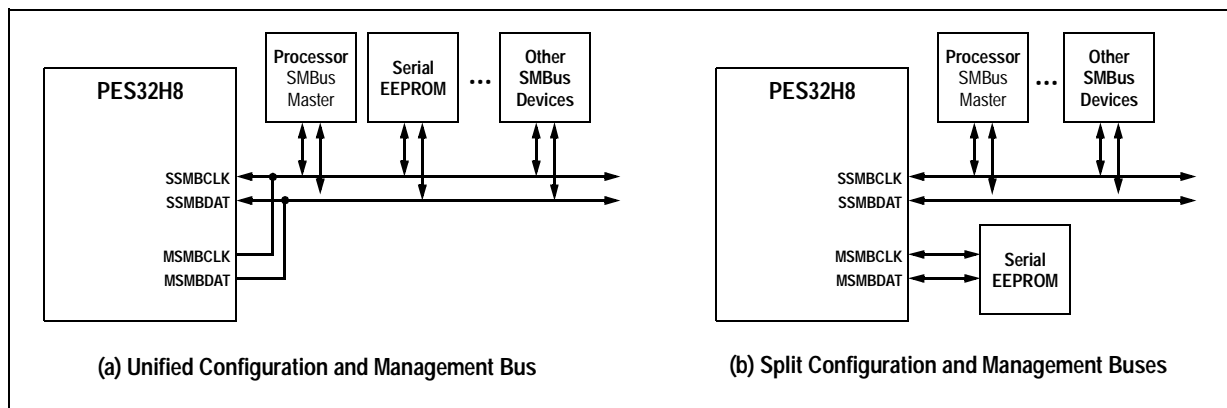 PES32H8
Processor
SMBus
Master
Serial
EEPROM
...
Other
SMBus
Devices
SSMBCLK
SSMBDAT
MSMBCLK
MSMBDAT
(a) Unified Configuration and Management Bus
PES32H8
Processor
SMBus
Master
...
Other
SMBus
Devices
SSMBCLK
SSMBDAT
MSMBCLK
MSMBDAT
Serial
EEPROM
(b) Split Configuration and Management Buses